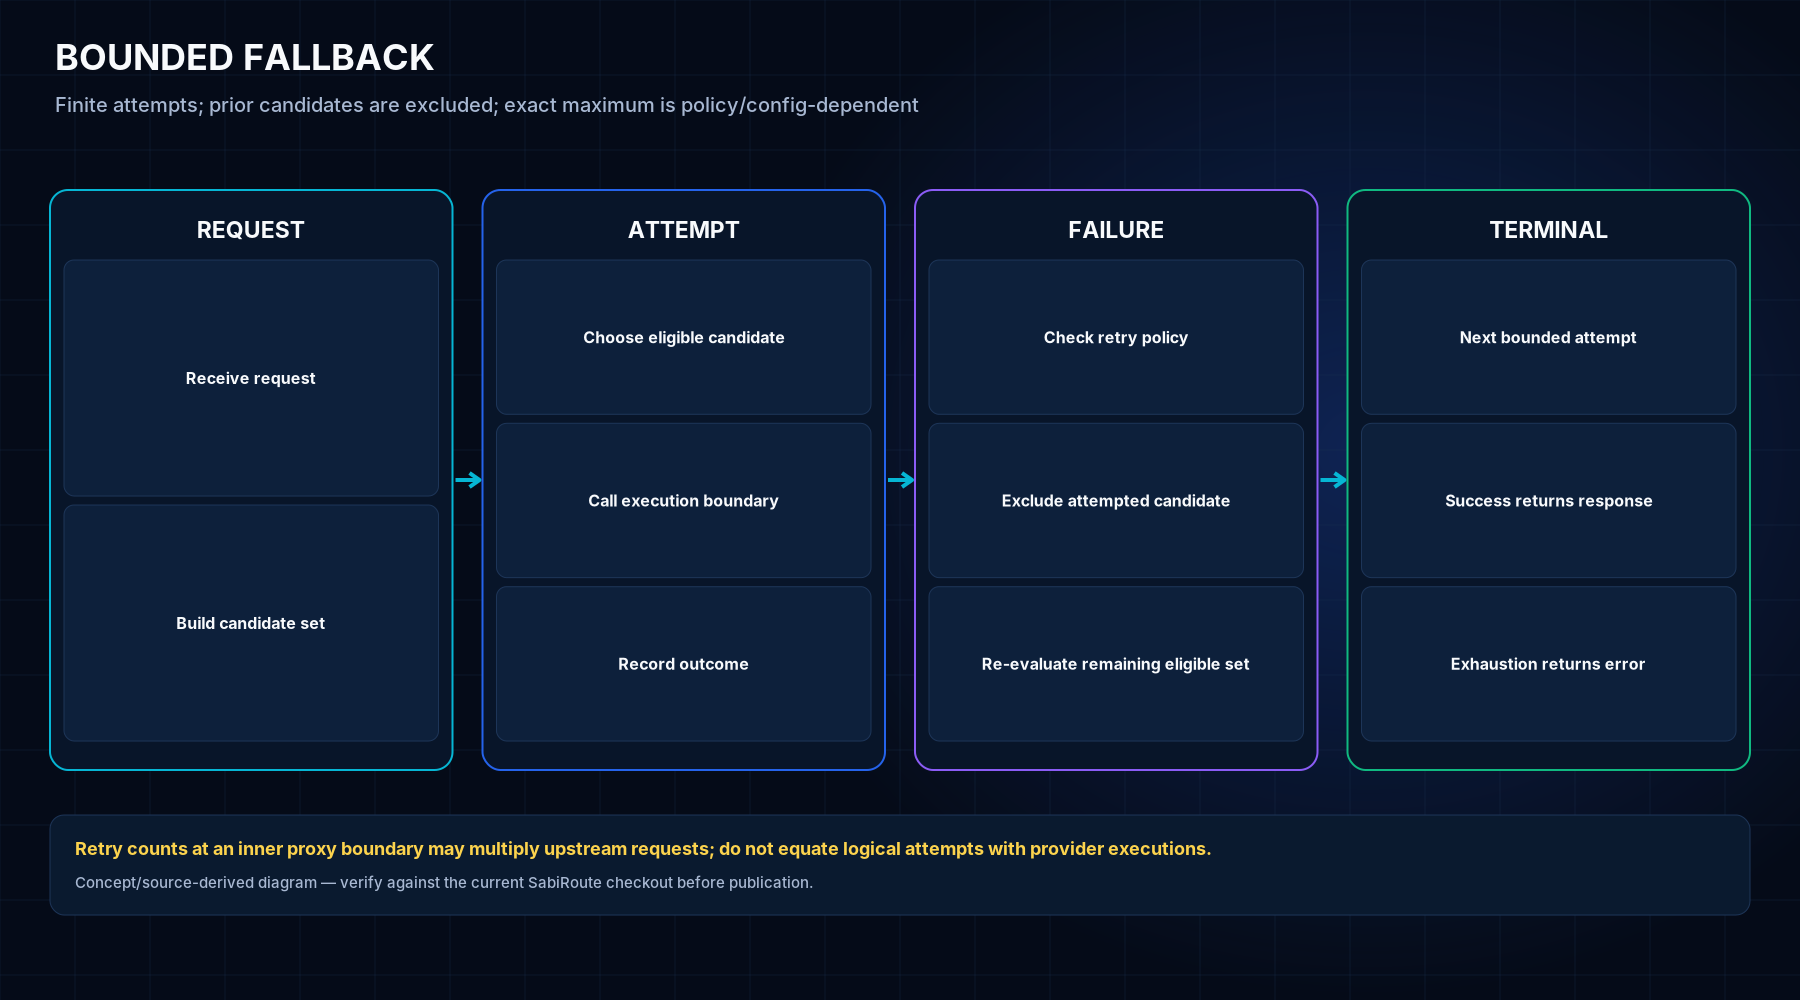 BOUNDED FALLBACK
Finite attempts; prior candidates are excluded; exact maximum is policy/config-dependent
REQUEST
Receive request
Build candidate set
ATTEMPT
Choose eligible candidate
Call execution boundary
Record outcome
FAILURE
Check retry policy
Exclude attempted candidate
Re-evaluate remaining eligible set
TERMINAL
Next bounded attempt
Success returns response
Exhaustion returns error
Retry counts at an inner proxy boundary may multiply upstream requests; do not equate logical attempts with provider executions.
Concept/source-derived diagram — verify against the current SabiRoute checkout before publication.